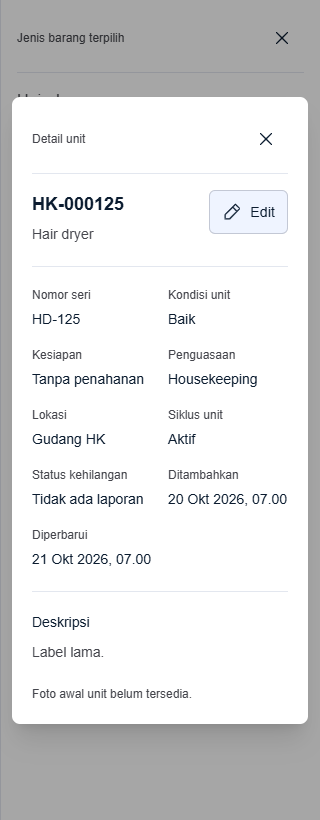 Jenis barang terpilih
Detail unit
HK-000125
Edit
Hair dryer
Nomor seri
Kondisi unit
HD-125
Baik
Kesiapan
Penguasaan
Tanpa penahanan
Housekeeping
Lokasi
Siklus unit
Gudang HK
Aktif
Status kehilangan
Ditambahkan
Tidak ada laporan
20 Okt 2026, 07.00
Diperbarui
21 Okt 2026, 07.00
Deskripsi
Label lama.
Foto awal unit belum tersedia.